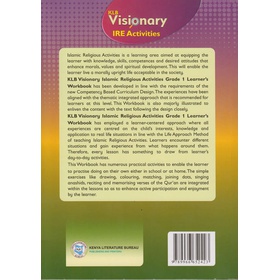 KLB Visionary
IRE Activities
Islamic Religious Activities is a learning area aimed at equipping the
learner with knowledge, skills, competences and desired attitudes that
enhance morals, values and spiritual development. This will enable the
learner live a morally upright life acceptable in the society.
KLB Visionary Islamic Religious Activities Grade 1 Learner's
Workbook has been developed in line with the requirements of the
new Competency Based Curriculum Design. The experiences have been
aligned with the thematic integrated approach that is recommended for
learners at this level. This Workbook is also majorly illustrated to
enliven the content with the text following the design closely.
KLB Visionary Islamic Religious Activities Grade 1 Learner's
Workbook has employed a learner-centered approach where all
experiences are centred on the child's interests, knowledge and
application to real life situations in line with the Life Approach Method
of teaching Islamic Religious Activities. Learners encounter different
situations and gain experience from what happens around them.
Therefore, every lesson has something to draw from learner's
day-to-day activities.
This Workbook has numerous practical activities to enable the learner
to practise doing on their own either in school or at home. The simple
exercises like drawing, colouring, matching, joining dots, singing
anashids, reciting and memorising verses of the Qur'an are integrated
within the lessons so as to enhance active participation and enjoyment
by the learner.
KENYA LITERATURE BUREAU